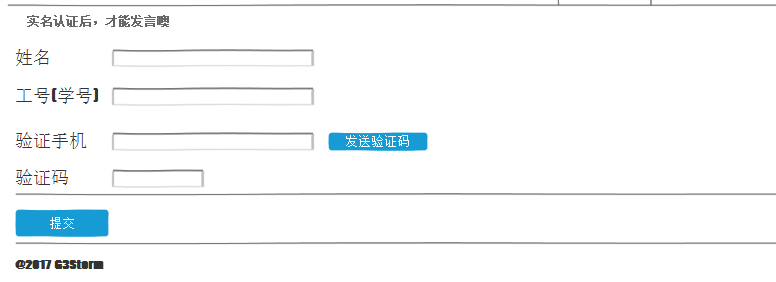 实名认证后，才能发言噢
姓名
工号(学号)
验证手机 发送验证码
验证码
提交
@2017 G3Storm